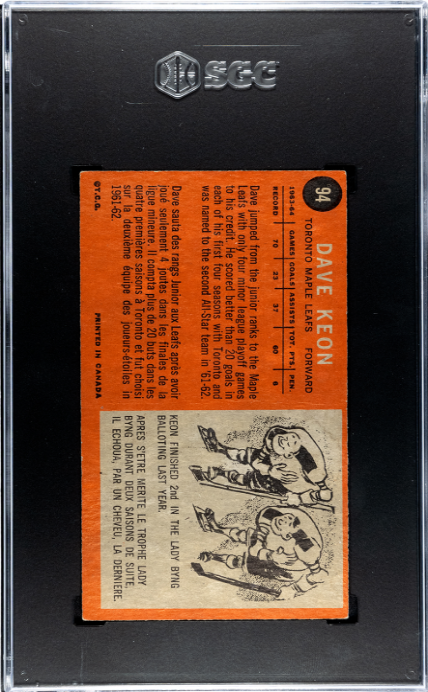 SGC
94
DAVE KEON
TORONTO MAPLE LEAFS FORWARD
1963-64 GAMES GOALS ASSISTS TOT. PTS. PEN.
RECORD 70 23 37 60 6
Dave jumped from the junior ranks to the Maple
Leafs with only four minor league playoff games
to his credit. He scored better than 20 goals in
each of his first four seasons with Toronto and
was named to the second All-Star team in '61-62.
Dave sauta des rangs Junior aux Leafs après avoir
joué seulement 4 joutes dans les finales de la
ligue mineure. Il compta plus de 20 buts dans les
quatre premières saisons à Toronto et fut choisi
sur la deuxième équipe des joueurs-étoiles in
1961-62.
©T.C.G. PRINTED IN CANADA
KEON FINISHED 2nd IN THE LADY BYNG
BALLOTING LAST YEAR.
APRES S'ETRE MERITE LE TROPHE LADY
BYNG DURANT DEUX SAISONS DE SUITE,
IL ECHOUA, PAR UN CHEVEU, LA DERNIERE.